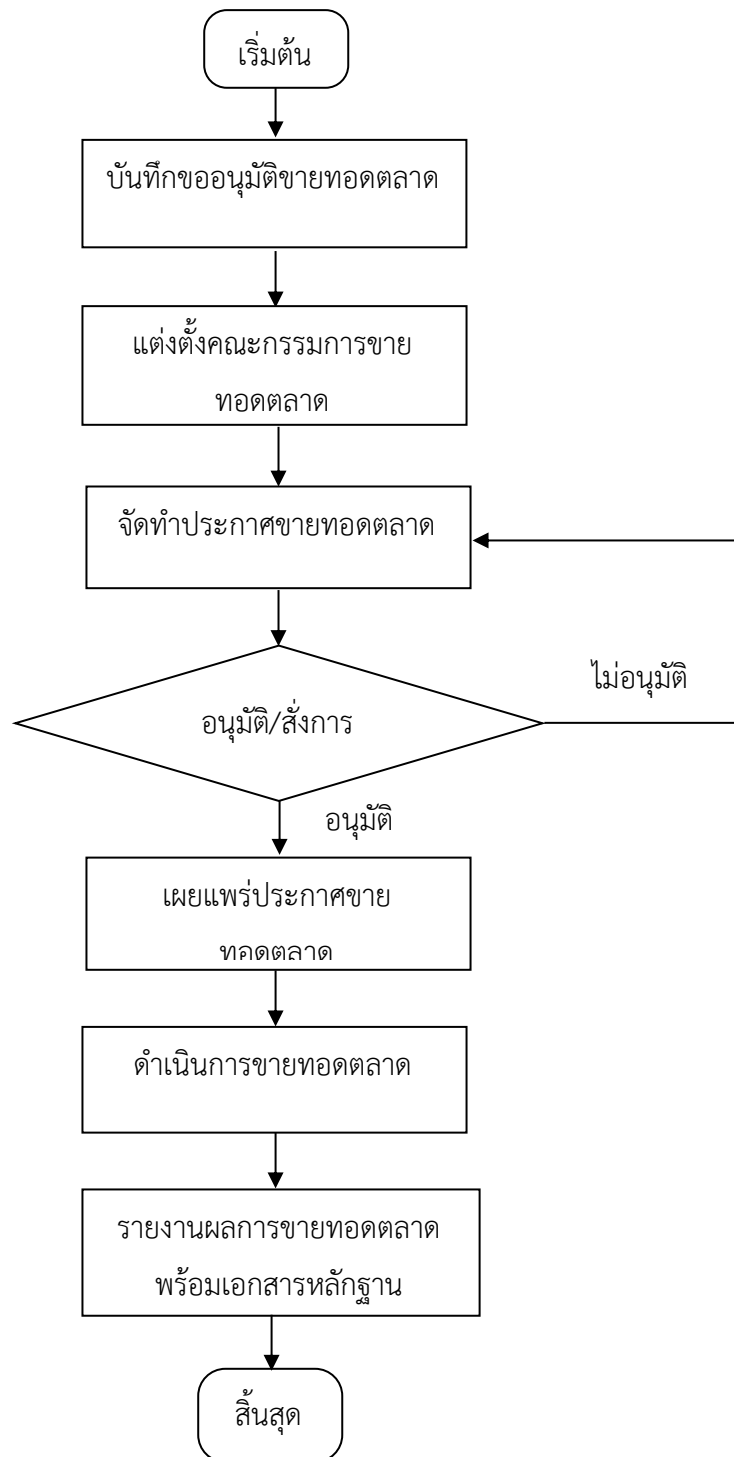 เริ่มต้น
บันทึกขออนุมัติขายทอดตลาด
แต่งตั้งคณะกรรมการขาย
ทอดตลาด
จัดทำประกาศขายทอดตลาด
ไม่อนุมัติ
อนุมัติ/สั่งการ
อนุมัติ
เผยแพร่ประกาศขาย
ทอดตลาด
ดำเนินการขายทอดตลาด
รายงานผลการขายทอดตลาด
พร้อมเอกสารหลักฐาน
สิ้นสุด